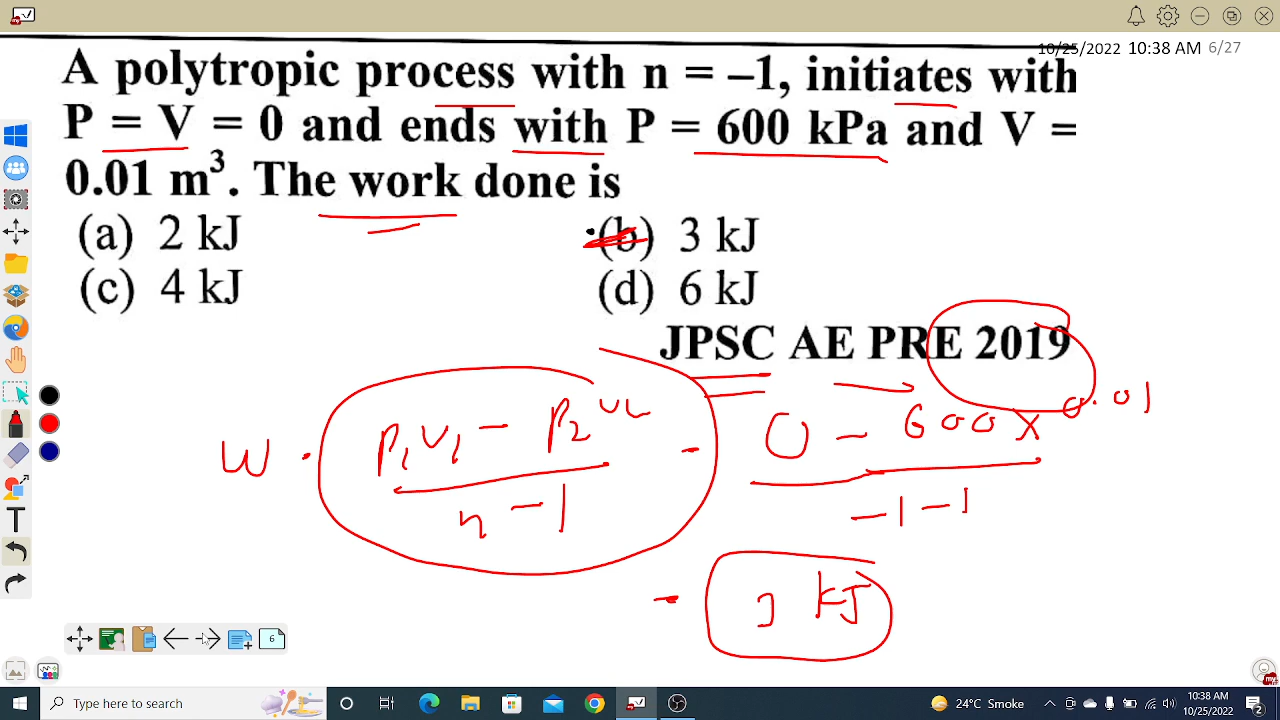 10/25/2022 10:38 AM 6/27
A polytropic process with n = –1, initiates with
P = V = 0 and ends with P = 600 kPa and V =
0.01 m³. The work done is
(a) 2 kJ (b) 3 kJ
(c) 4 kJ (d) 6 kJ
JPSC AE PRE 2019
W = P₁V₁ - P₂V₂ / n - 1 = 0 - 600 x 0.01 / -1 - 1
= 3 kJ
T
6
Type here to search
24°C Smoke
10:38 AM
10/25/2022
2